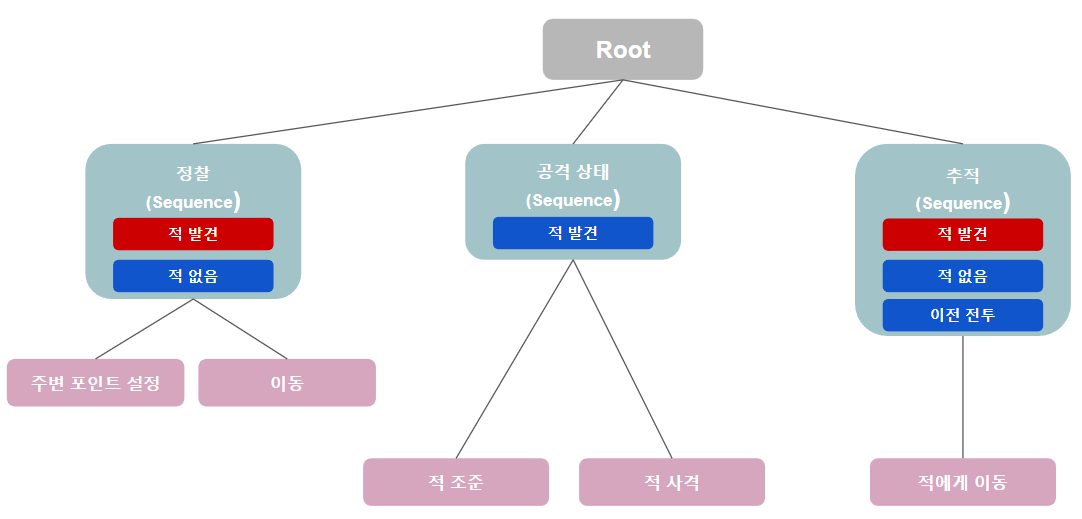 Root
정찰
(Sequence)
적 발견
적 없음
공격 상태
(Sequence)
적 발견
추적
(Sequence)
적 발견
적 없음
이전 전투
주변 포인트 설정
이동
적 조준
적 사격
적에게 이동